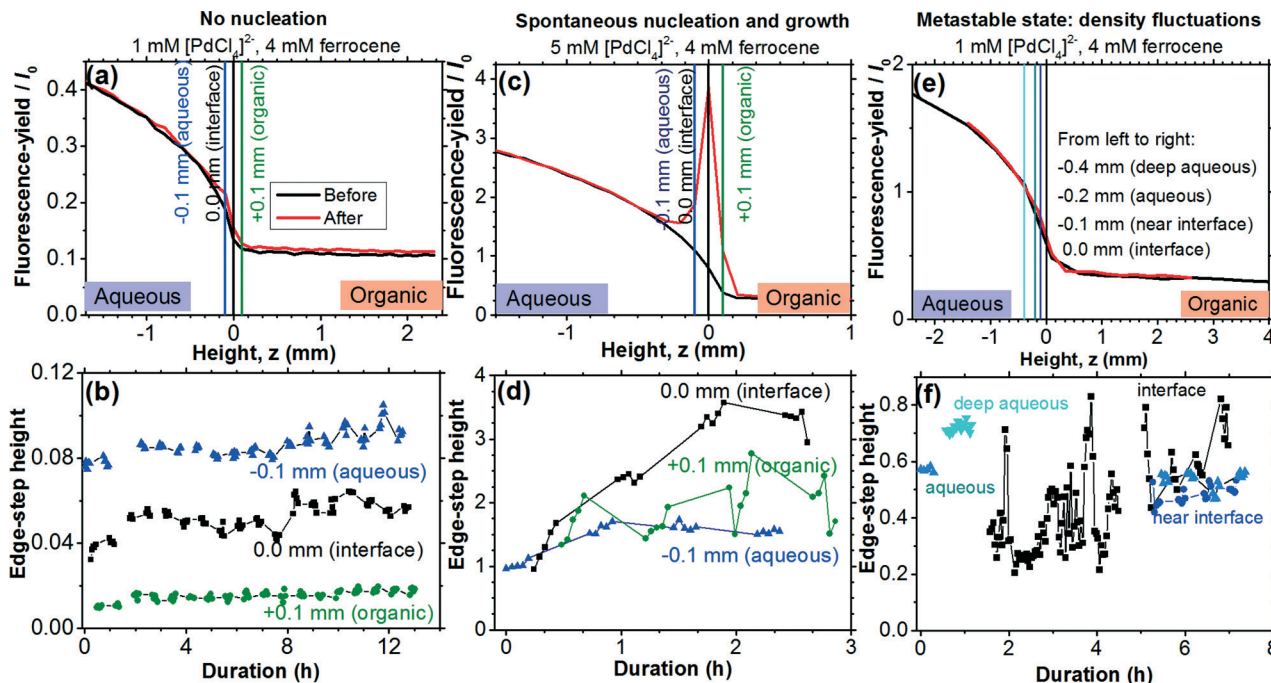 No nucleation
1 mM [PdCl4]2-, 4 mM ferrocene
Spontaneous nucleation and growth
5 mM [PdCl4]2-, 4 mM ferrocene
Metastable state: density fluctuations
1 mM [PdCl4]2-, 4 mM ferrocene
(a)
Fluorescence-yield / I0
0.4
0.3
0.2
0.1
0.0
-0.1 mm (aqueous)
0.0 mm (interface)
+0.1 mm (organic)
Before
After
Aqueous
Organic
-1
0
1
2
Height, z (mm)
(c)
Fluorescence-yield / I0
4
3
2
1
0
-0.1 mm (aqueous)
0.0 mm (interface)
+0.1 mm (organic)
Aqueous
Organic
-1
0
1
Height, z (mm)
(e)
Fluorescence-yield / I0
2
1
0
From left to right:
-0.4 mm (deep aqueous)
-0.2 mm (aqueous)
-0.1 mm (near interface)
0.0 mm (interface)
Aqueous
Organic
-2
-1
0
1
2
3
4
Height, z (mm)
(b)
Edge-step height
0.12
0.08
0.04
0.00
-0.1 mm (aqueous)
0.0 mm (interface)
+0.1 mm (organic)
0
4
8
12
Duration (h)
(d)
Edge-step height
4
3
2
1
0
0.0 mm (interface)
+0.1 mm (organic)
-0.1 mm (aqueous)
0
1
2
3
Duration (h)
(f)
Edge-step height
0.8
0.6
0.4
0.2
0.0
deep aqueous
aqueous
interface
near interface
0
2
4
6
8
Duration (h)